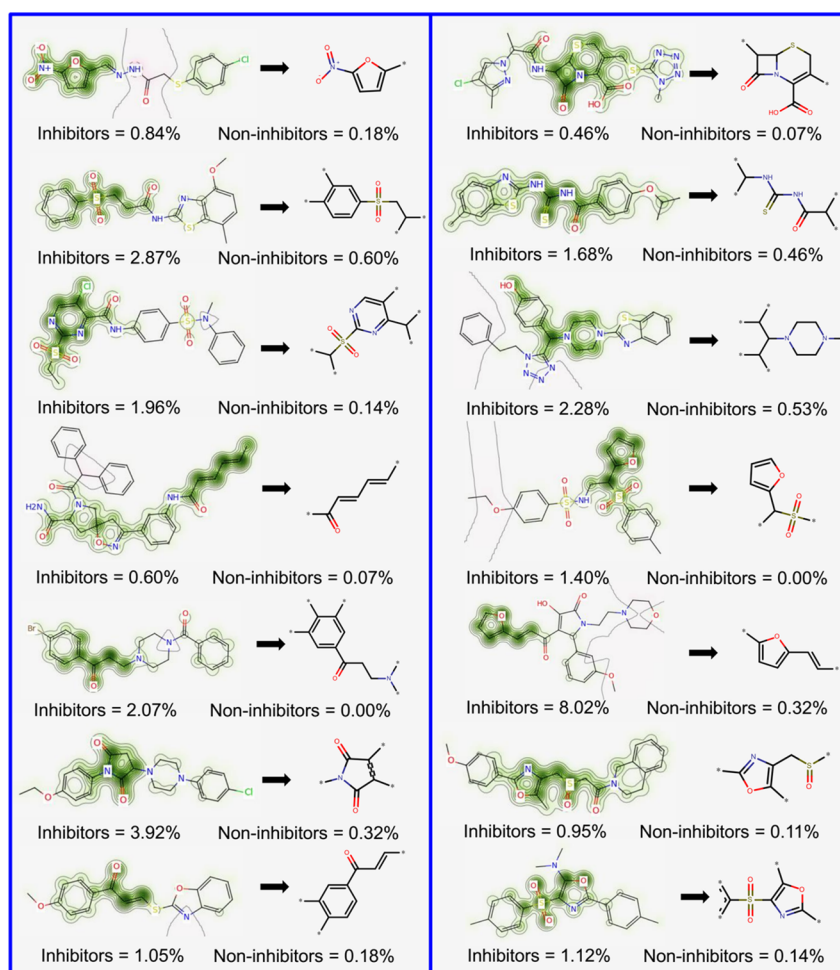 Inhibitors = 0.84% Non-inhibitors = 0.18%
Inhibitors = 2.87% Non-inhibitors = 0.60%
Inhibitors = 1.96% Non-inhibitors = 0.14%
Inhibitors = 0.60% Non-inhibitors = 0.07%
Inhibitors = 2.07% Non-inhibitors = 0.00%
Inhibitors = 3.92% Non-inhibitors = 0.32%
Inhibitors = 1.05% Non-inhibitors = 0.18%
Inhibitors = 0.46% Non-inhibitors = 0.07%
Inhibitors = 1.68% Non-inhibitors = 0.46%
Inhibitors = 2.28% Non-inhibitors = 0.53%
Inhibitors = 1.40% Non-inhibitors = 0.00%
Inhibitors = 8.02% Non-inhibitors = 0.32%
Inhibitors = 0.95% Non-inhibitors = 0.11%
Inhibitors = 1.12% Non-inhibitors = 0.14%